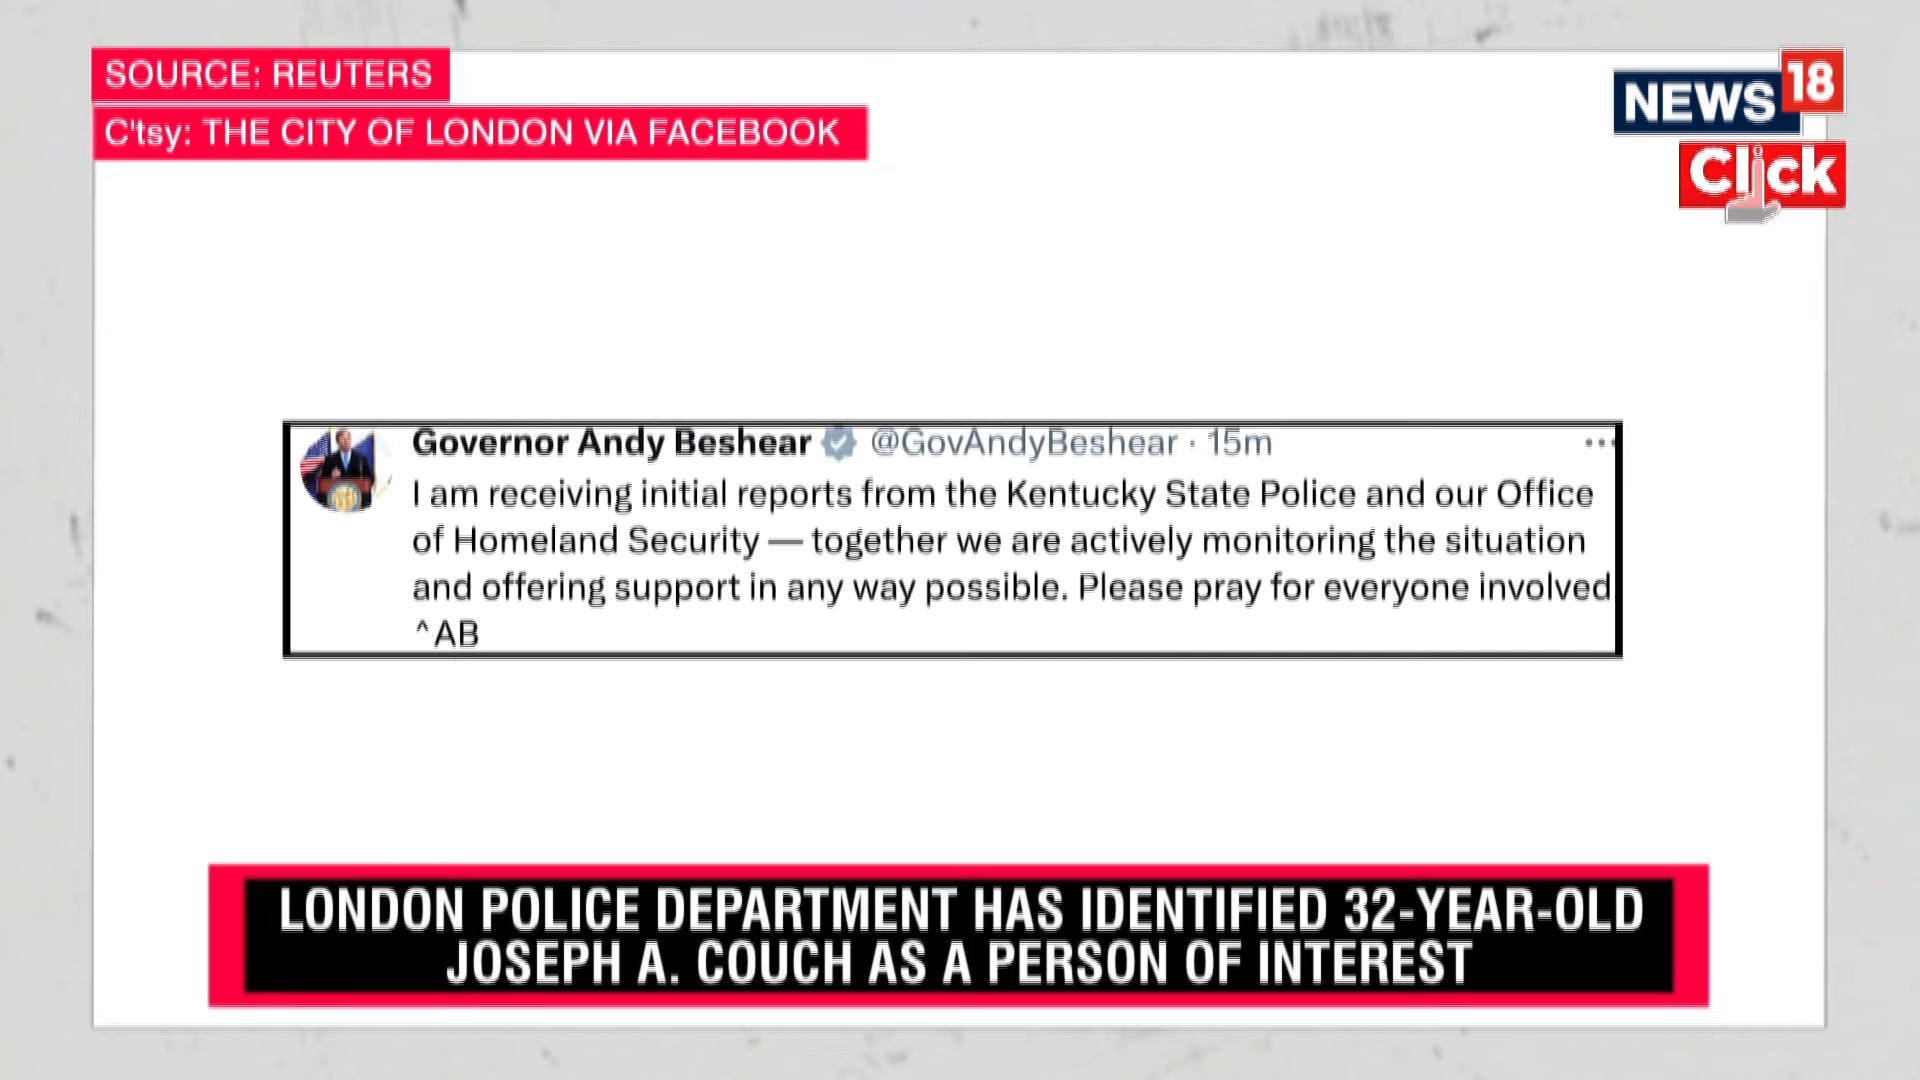 SOURCE: REUTERS
C'tsy: THE CITY OF LONDON VIA FACEBOOK
NEWS 18
Click
Governor Andy Beshear @GovAndyBeshear · 15m
I am receiving initial reports from the Kentucky State Police and our Office
of Homeland Security — together we are actively monitoring the situation
and offering support in any way possible. Please pray for everyone involved
^AB
LONDON POLICE DEPARTMENT HAS IDENTIFIED 32-YEAR-OLD
JOSEPH A. COUCH AS A PERSON OF INTEREST